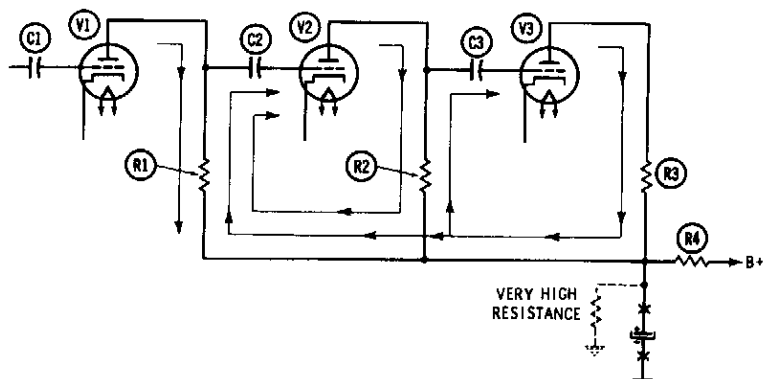 V1
V2
V3
C1
C2
C3
R1
R2
R3
R4
B+
VERY HIGH
RESISTANCE
+
-